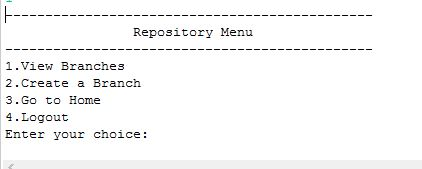 ----------------------------------------------
Repository Menu
----------------------------------------------
1.View Branches
2.Create a Branch
3.Go to Home
4.Logout
Enter your choice: